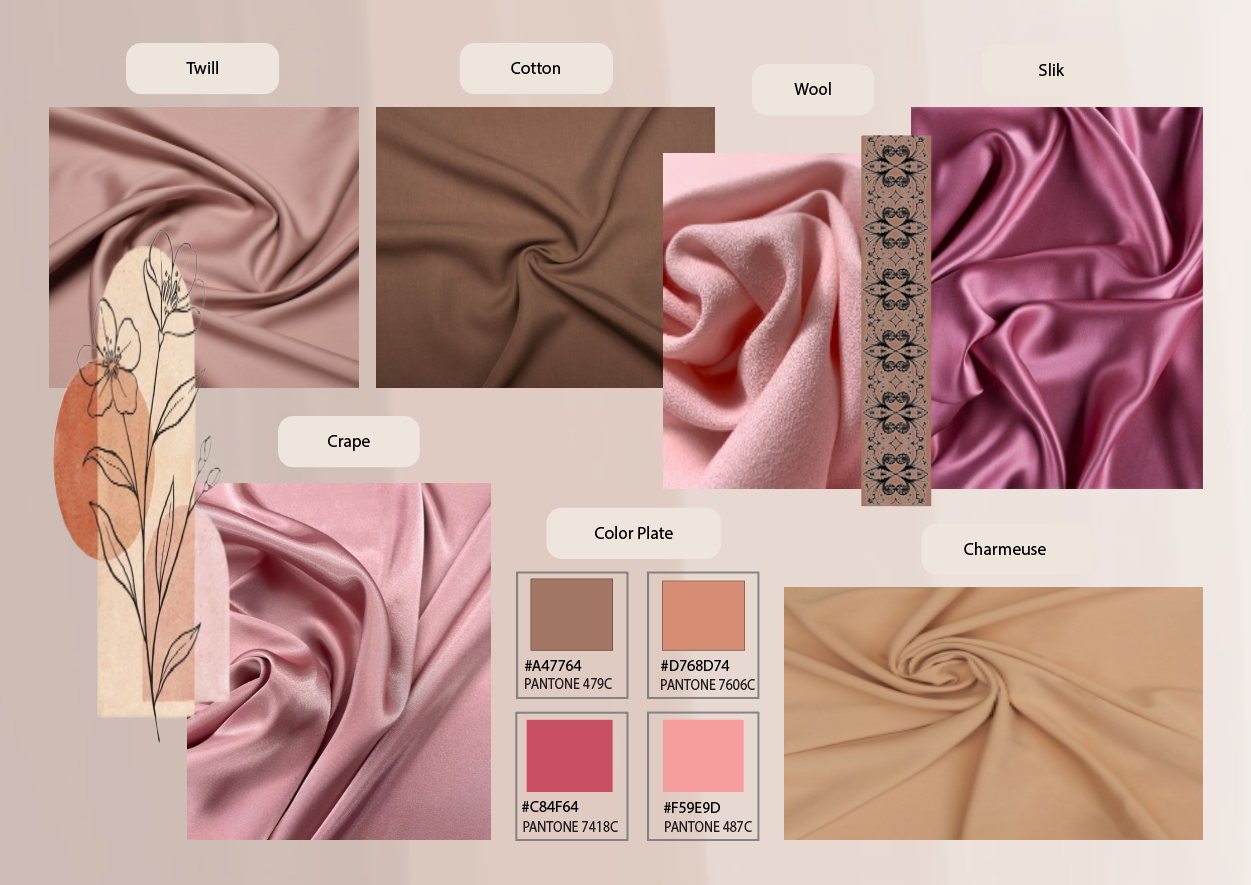 Twill
Cotton
Wool
Slik
Crape
Color Plate
Charmeuse
#A47764
PANTONE 479C
#D768D74
PANTONE 7606C
#C84F64
PANTONE 7418C
#F59E9D
PANTONE 487C